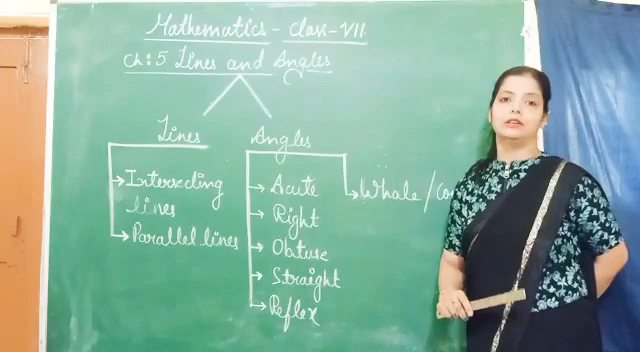 Mathematics - Class-VII
Ch:5 Lines and Angles
Lines
Intersecting
lines
Parallel lines
Angles
Acute
Right
Obtuse
Straight
Reflex
Whole/Co